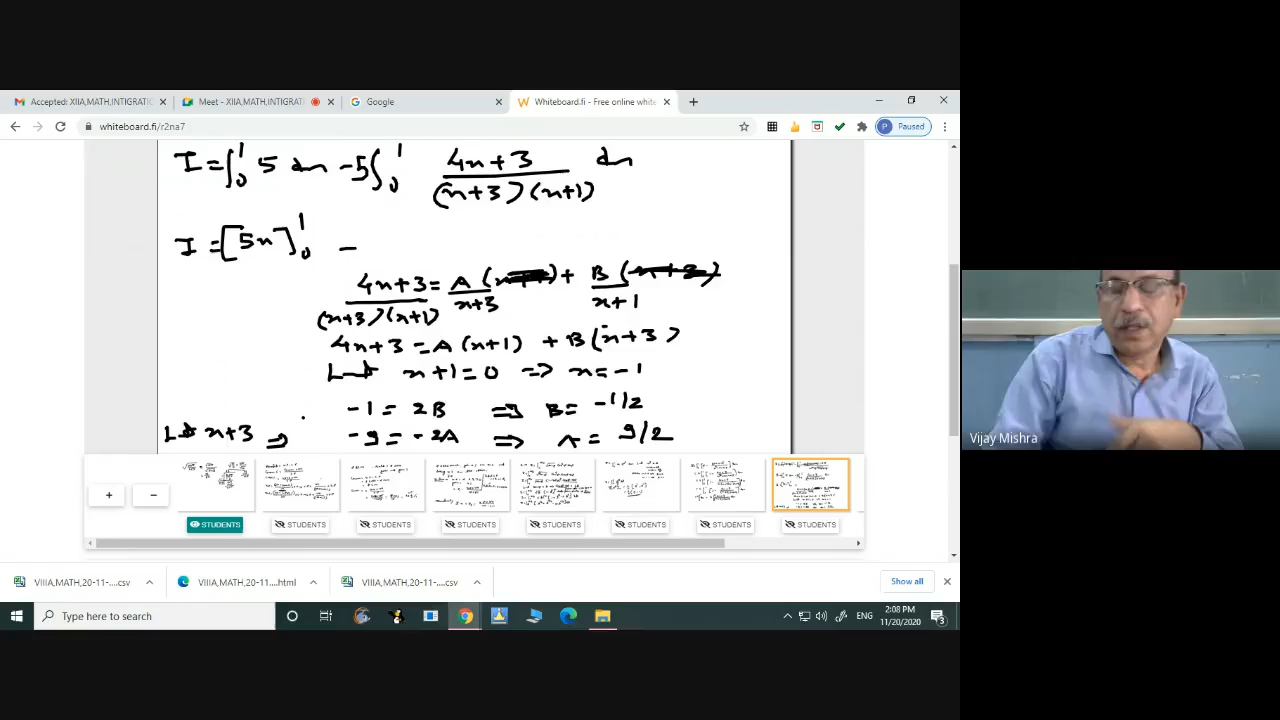 Accepted: XIIA,MATH,INTIGRATI
Meet - XIIA,MATH,INTIGRATI
Google
Whiteboard.fi - Free online white
whiteboard.fi/r2na7
P Paused
I = ∫₀¹ 5 dx - 5∫₀¹ 4x+3 / (x+3)(x+1) dx
I = [5x]₀¹ -
4x+3 / (x+3)(x+1) = A / x+3 + B / x+1
4x+3 = A(x+1) + B(x+3)
Let x+1 = 0 => x = -1
-1 = 2B => B = -1/2
Let x+3 => -9 = -2A => A = 9/2
+ -
STUDENTS STUDENTS STUDENTS STUDENTS STUDENTS STUDENTS STUDENTS STUDENTS
Vijay Mishra
VIIIA,MATH,20-11-....csv
VIIIA,MATH,20-11....html
VIIIA,MATH,20-11-....csv
Show all
Type here to search
ENG
2:08 PM
11/20/2020
3